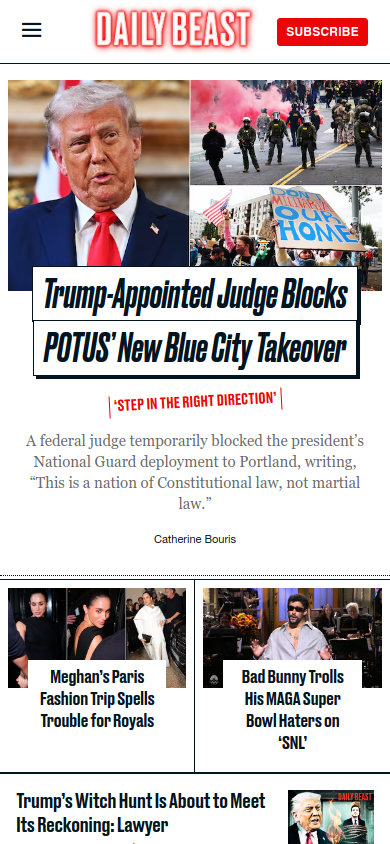 DAILY BEAST
SUBSCRIBE
DON'T
MILITARIZE
OUR
HOME
Trump-Appointed Judge Blocks
POTUS’ New Blue City Takeover
‘STEP IN THE RIGHT DIRECTION’
A federal judge temporarily blocked the president’s
National Guard deployment to Portland, writing,
“This is a nation of Constitutional law, not martial
law.”
Catherine Bouris
Meghan’s Paris
Fashion Trip Spells
Trouble for Royals
Bad Bunny Trolls
His MAGA Super
Bowl Haters on
‘SNL’
Trump’s Witch Hunt Is About to Meet
Its Reckoning: Lawyer
DAILY BEAST